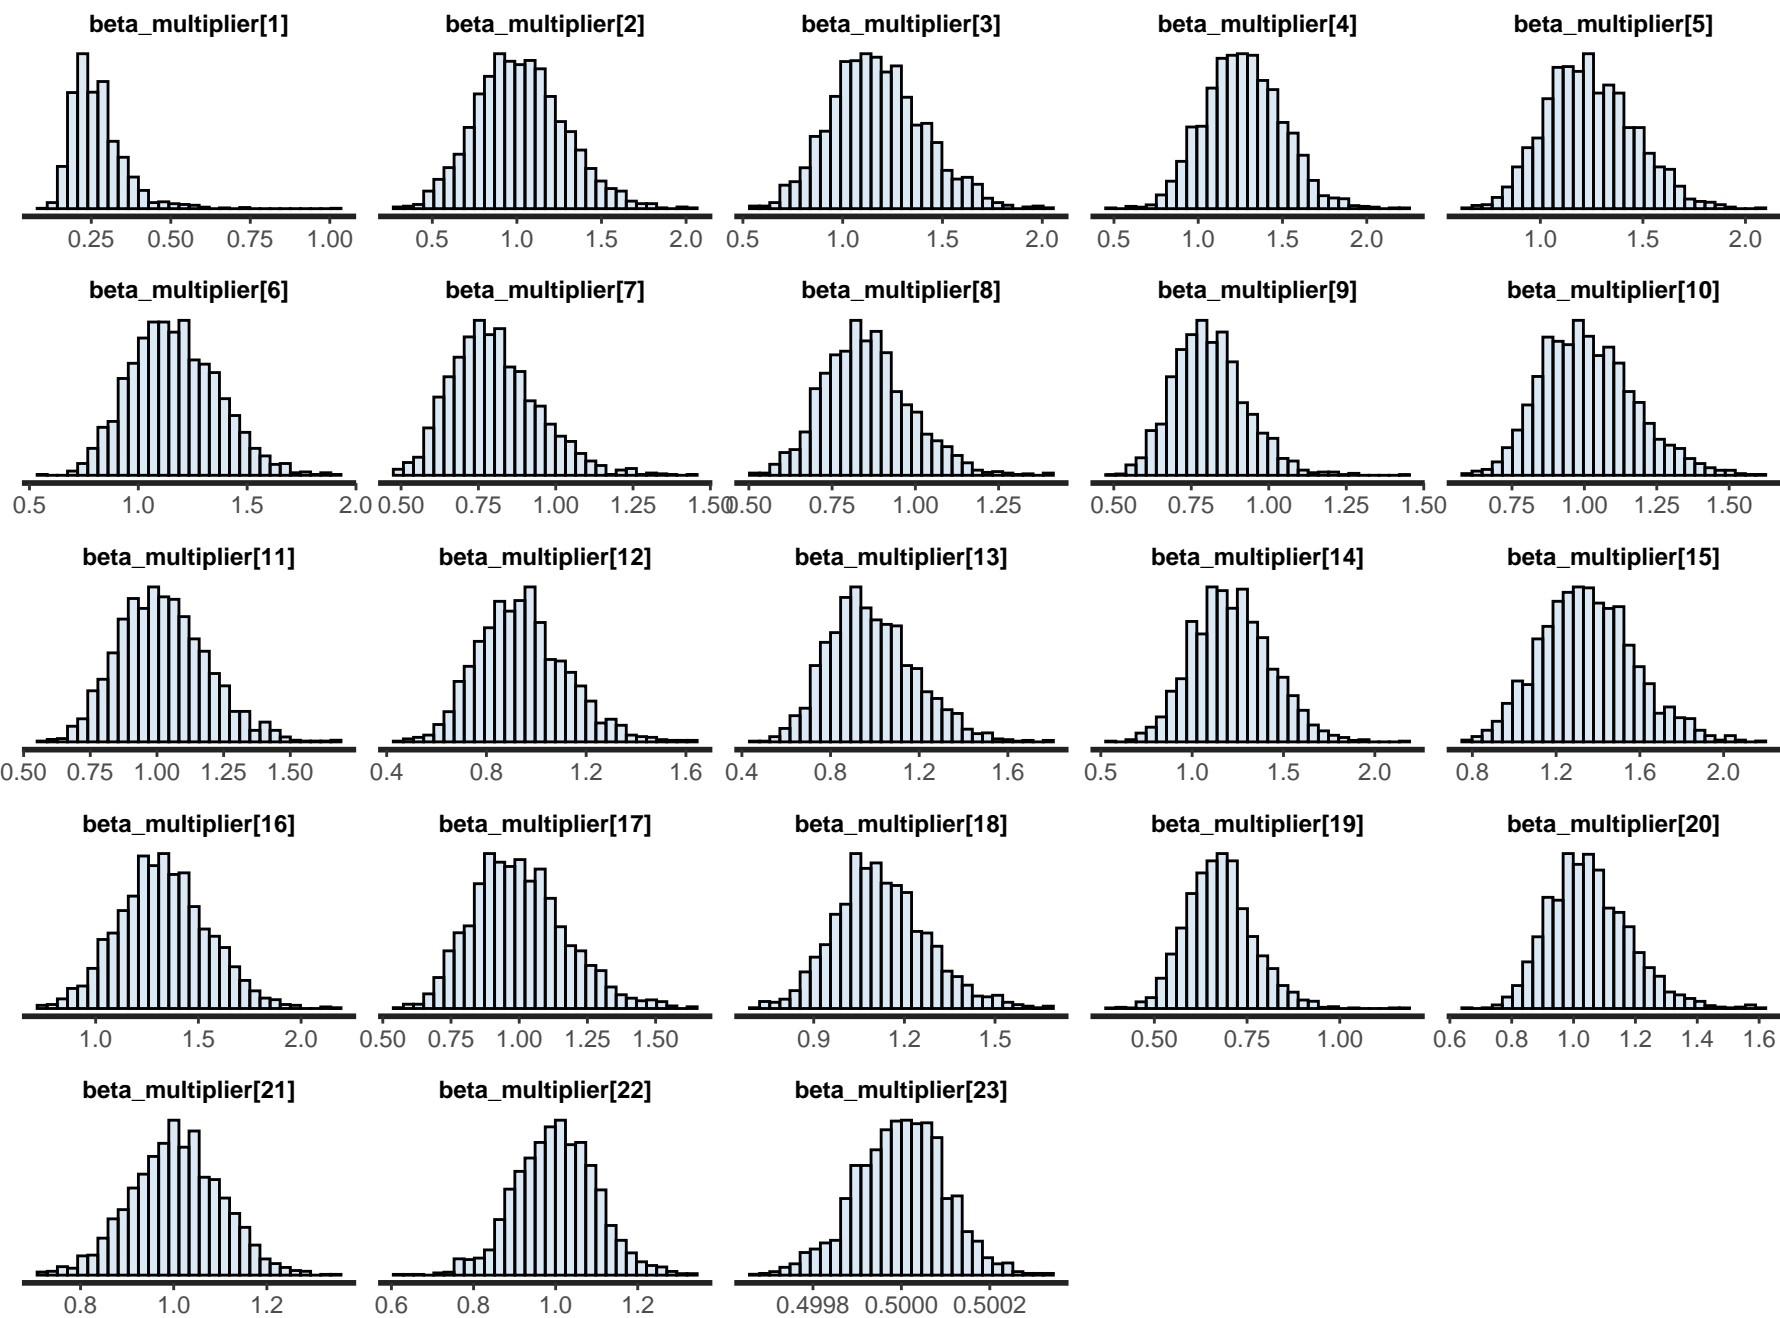 beta_multiplier[1] beta_multiplier[2] beta_multiplier[3] beta_multiplier[4] beta_multiplier[5]
0.25 0.50 0.75 1.00 0.5 1.0 1.5 2.0 0.5 1.0 1.5 2.0 0.5 1.0 1.5 2.0 1.0 1.5 2.0
beta_multiplier[6] beta_multiplier[7] beta_multiplier[8] beta_multiplier[9] beta_multiplier[10]
0.5 1.0 1.5 2.0 0.50 0.75 1.00 1.25 1.50 0.50 0.75 1.00 1.25 0.50 0.75 1.00 1.25 1.50 0.75 1.00 1.25 1.50
beta_multiplier[11] beta_multiplier[12] beta_multiplier[13] beta_multiplier[14] beta_multiplier[15]
0.50 0.75 1.00 1.25 1.50 0.4 0.8 1.2 1.6 0.4 0.8 1.2 1.6 0.5 1.0 1.5 2.0 0.8 1.2 1.6 2.0
beta_multiplier[16] beta_multiplier[17] beta_multiplier[18] beta_multiplier[19] beta_multiplier[20]
1.0 1.5 2.0 0.50 0.75 1.00 1.25 1.50 0.9 1.2 1.5 0.50 0.75 1.00 0.6 0.8 1.0 1.2 1.4 1.6
beta_multiplier[21] beta_multiplier[22] beta_multiplier[23]
0.8 1.0 1.2 0.6 0.8 1.0 1.2 0.4998 0.5000 0.5002